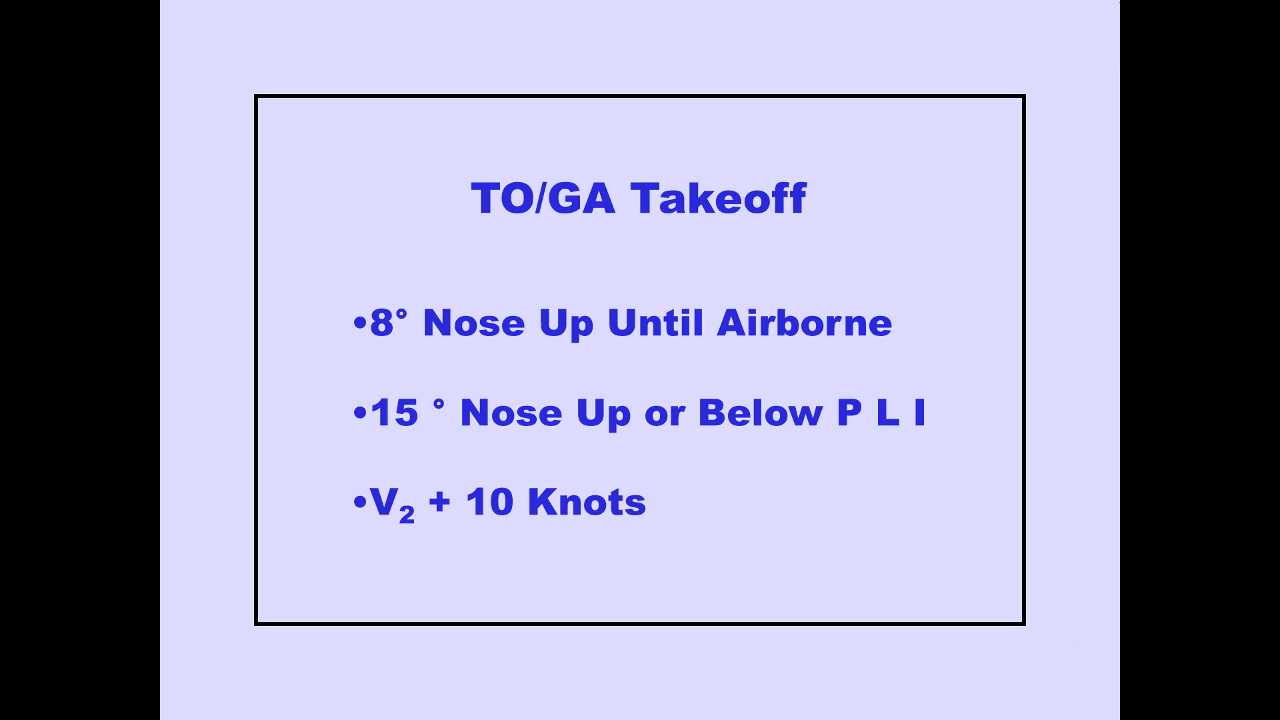 TO/GA Takeoff
•8° Nose Up Until Airborne
•15 ° Nose Up or Below P L I
•V₂ + 10 Knots